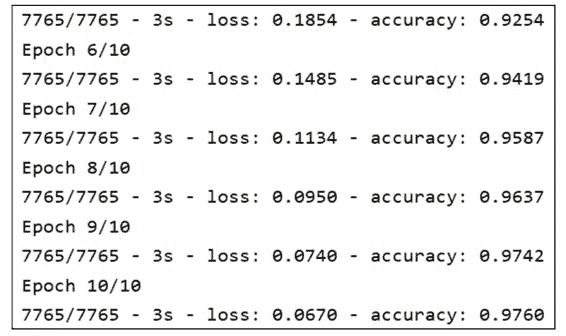 7765/7765 - 3s - loss: 0.1854 - accuracy: 0.9254
Epoch 6/10
7765/7765 - 3s - loss: 0.1485 - accuracy: 0.9419
Epoch 7/10
7765/7765 - 3s - loss: 0.1134 - accuracy: 0.9587
Epoch 8/10
7765/7765 - 3s - loss: 0.0950 - accuracy: 0.9637
Epoch 9/10
7765/7765 - 3s - loss: 0.0740 - accuracy: 0.9742
Epoch 10/10
7765/7765 - 3s - loss: 0.0670 - accuracy: 0.9760